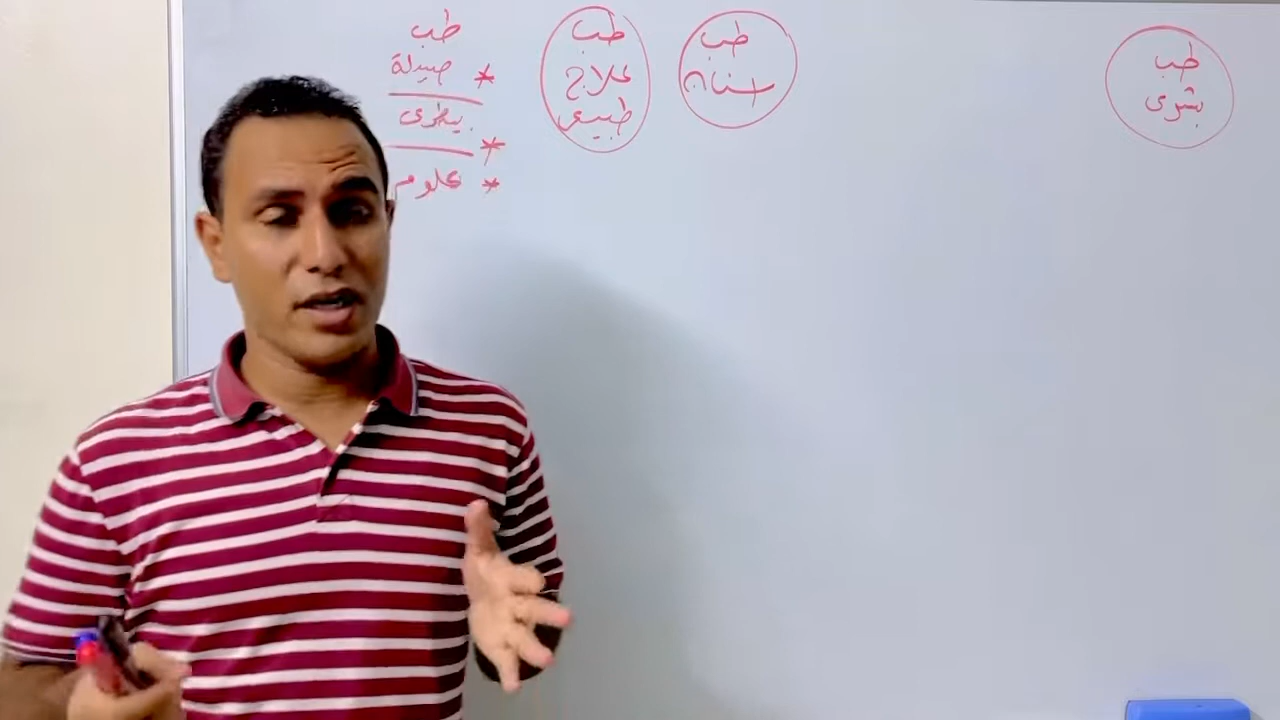 طب
بشرى
طب
اسنان
طب
علاج
طبيعى
طب
صيدلة *
بيطرى
*
علوم *